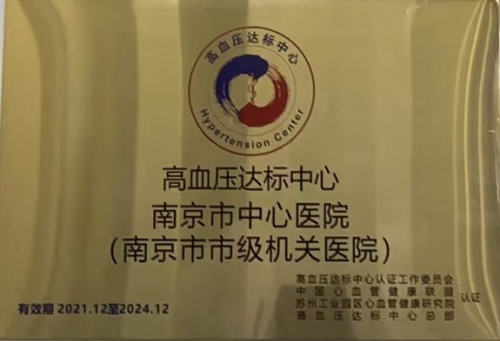 高血压达标中心
Hypertension Center
高血压达标中心
南京市中心医院
（南京市市级机关医院）
高血压达标中心认证工作委员会
中国心血管健康联盟
苏州工业园区心血管健康研究院
高血压达标中心总部
认证
有效期 2021.12至2024.12